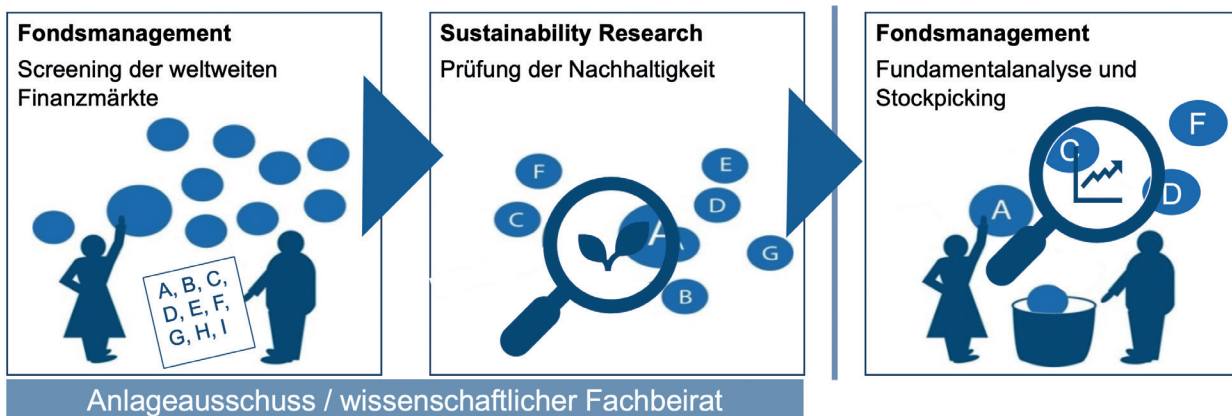 Fondsmanagement
Screening der weltweiten
Finanzmärkte
A, B, C,
D, E, F,
G, H, I
Sustainability Research
Prüfung der Nachhaltigkeit
F
E
C
D
A
G
B
Fondsmanagement
Fundamentalanalyse und
Stockpicking
F
C
D
A
Anlageausschuss / wissenschaftlicher Fachbeirat